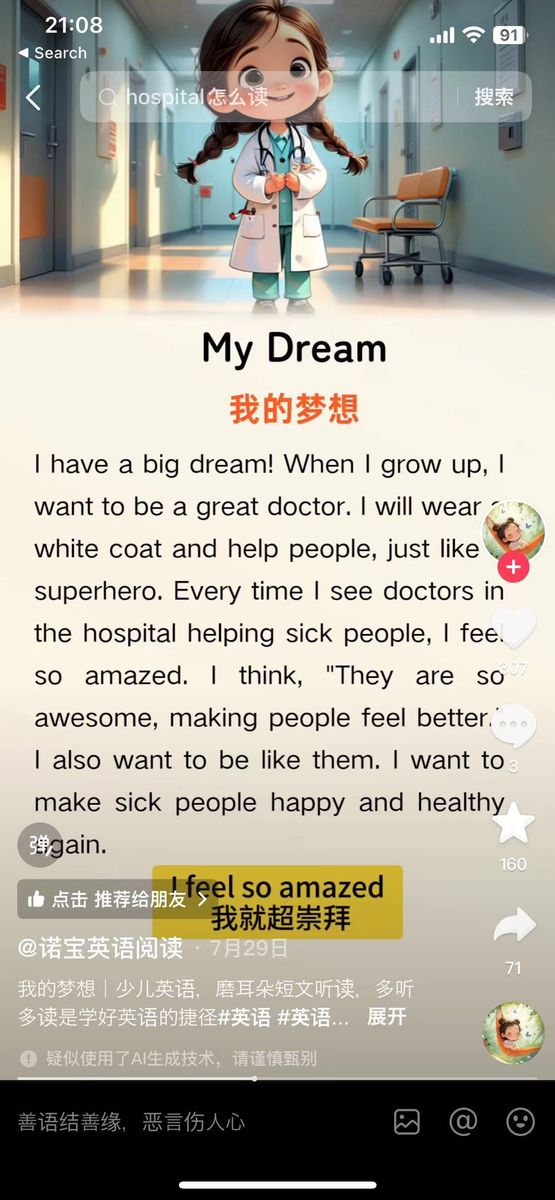 21:08
91
◀ Search
hospital怎么读
搜索
My Dream
我的梦想
I have a big dream! When I grow up, I
want to be a great doctor. I will wear a
white coat and help people, just like
superhero. Every time I see doctors in
the hospital helping sick people, I feel
so amazed. I think, "They are so
awesome, making people feel better."
I also want to be like them. I want to
make sick people happy and healthy
again.
弹
307
3
160
71
点击 推荐给朋友 >
I feel so amazed
我就超崇拜
@诺宝英语阅读 · 7月29日
我的梦想｜少儿英语，磨耳朵短文听读，多听
多读是学好英语的捷径#英语 #英语... 展开
疑似使用了AI生成技术，请谨慎甄别
善语结善缘，恶言伤人心